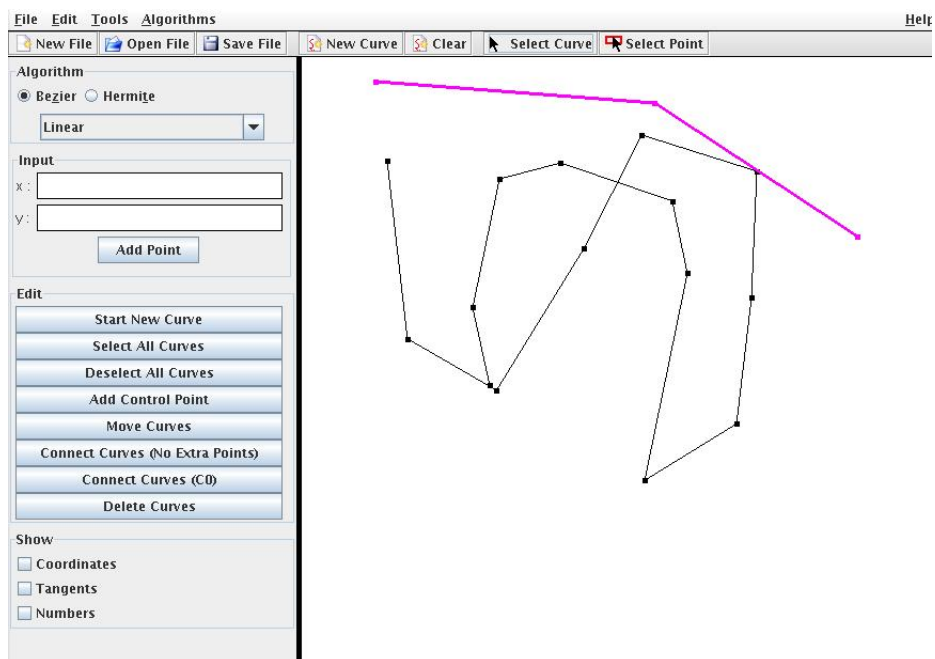 File Edit Tools Algorithms Help
New File Open File Save File New Curve Clear Select Curve Select Point
Algorithm
Bezier Hermite
Linear
Input
x :
y :
Add Point
Edit
Start New Curve
Select All Curves
Deselect All Curves
Add Control Point
Move Curves
Connect Curves (No Extra Points)
Connect Curves (C0)
Delete Curves
Show
Coordinates
Tangents
Numbers